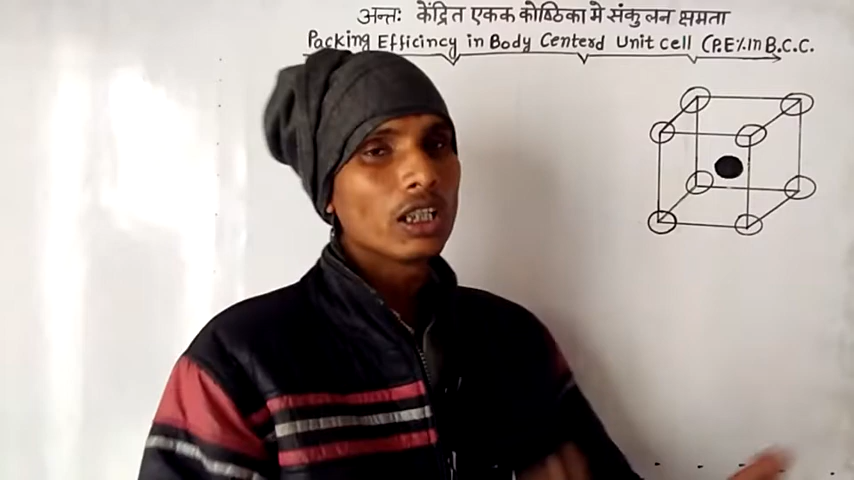 अन्तः केंद्रित एकक कोष्ठिका मे संकुलन क्षमता
Packing Efficincy in Body Centerd Unit cell (P.E%.In B.C.C.